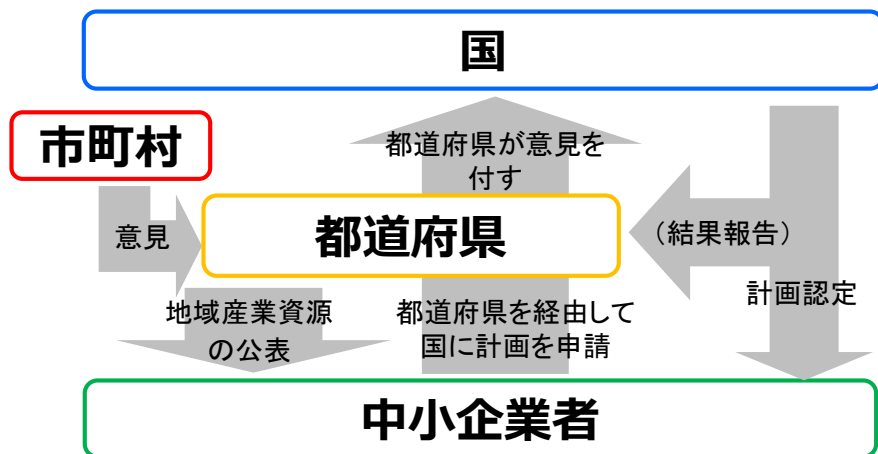 国
市町村
都道府県が意見を
付す
都道府県
意見
（結果報告）
計画認定
地域産業資源
の公表
都道府県を経由して
国に計画を申請
中小企業者